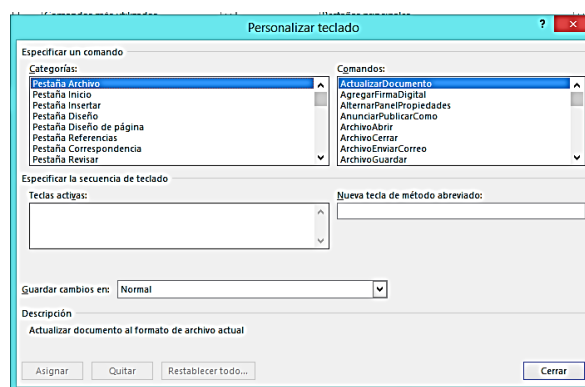 Personalizar teclado
Especificar un comando
Categorías: Comandos:
Pestaña Archivo
Pestaña Inicio
Pestaña Insertar
Pestaña Diseño
Pestaña Diseño de página
Pestaña Referencias
Pestaña Correspondencia
Pestaña Revisar
ActualizarDocumento
AgregarFirmaDigital
AlternarPanelPropiedades
AnunciarPublicarComo
ArchivoAbrir
ArchivoCerrar
ArchivoEnviarCorreo
ArchivoGuardar
Especificar la secuencia de teclado
Teclas activas: Nueva tecla de método abreviado:
Guardar cambios en: Normal
Descripción
Actualizar documento al formato de archivo actual
Asignar Quitar Restablecer todo... Cerrar